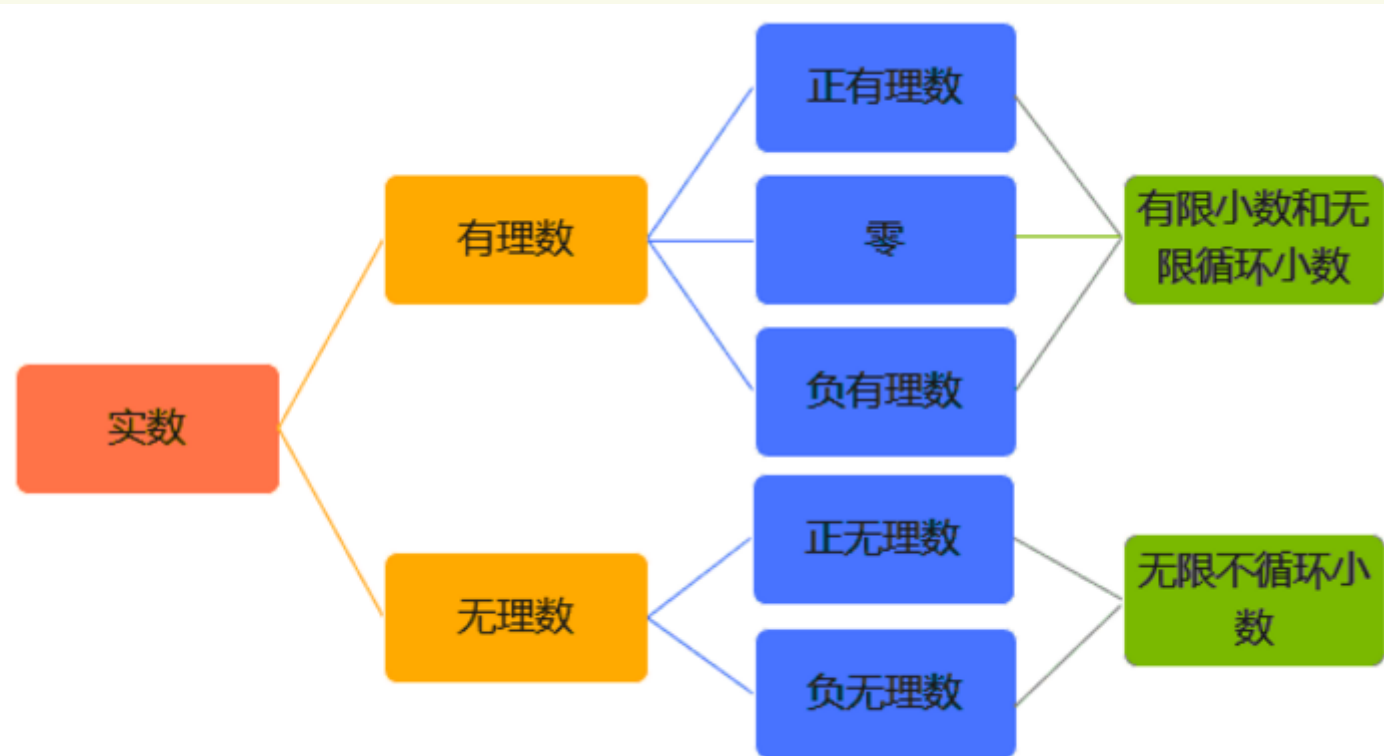 正有理数
有理数
零
有限小数和无
限循环小数
负有理数
实数
正无理数
无理数
无限不循环小
数
负无理数